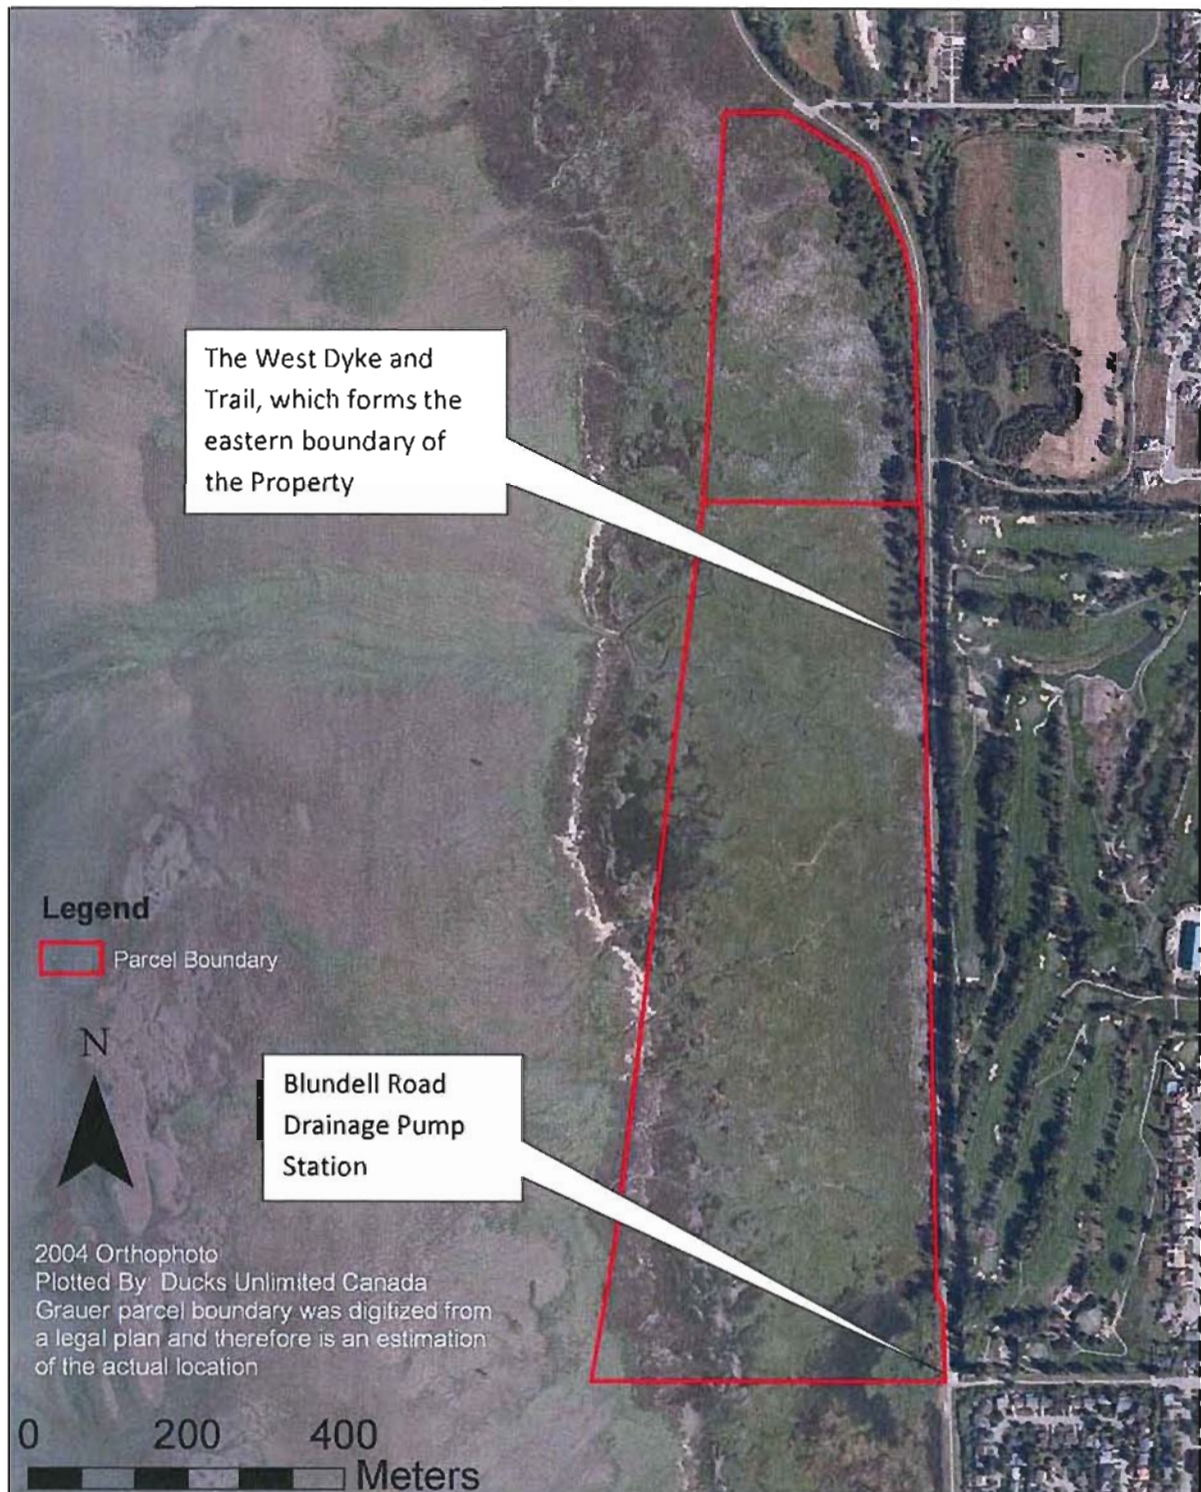 The West Dyke and
Trail, which forms the
eastern boundary of
the Property
Legend
Parcel Boundary
N
Blundell Road
Drainage Pump
Station
2004 Orthophoto
Plotted By: Ducks Unlimited Canada
Grauer parcel boundary was digitized from
a legal plan and therefore is an estimation
of the actual location
0 200 400
Meters